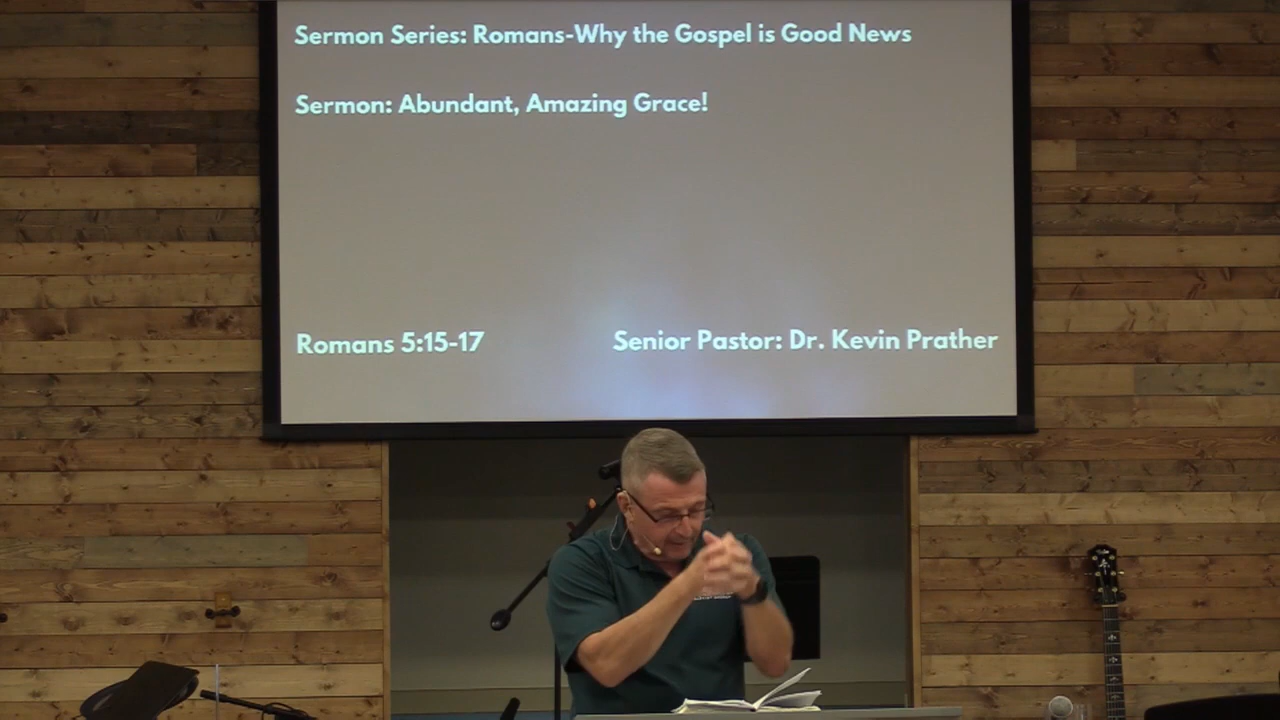 Sermon Series: Romans-Why the Gospel is Good News
Sermon: Abundant, Amazing Grace!
Romans 5:15-17
Senior Pastor: Dr. Kevin Prather